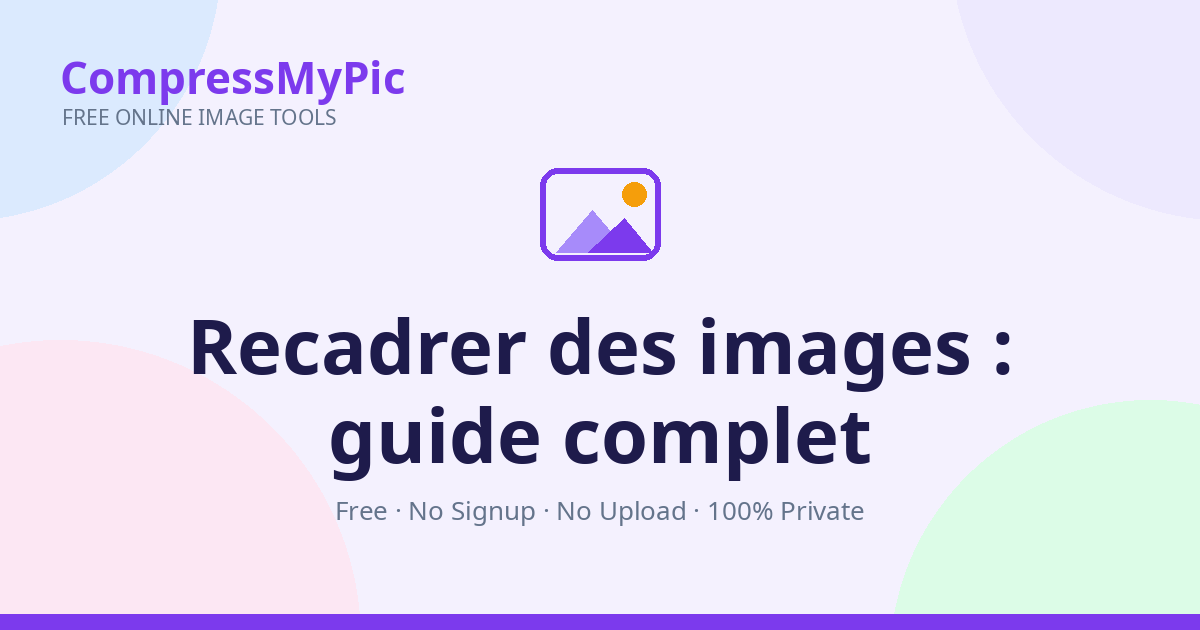 CompressMyPic
FREE ONLINE IMAGE TOOLS
Recadrer des images :
guide complet
Free · No Signup · No Upload · 100% Private